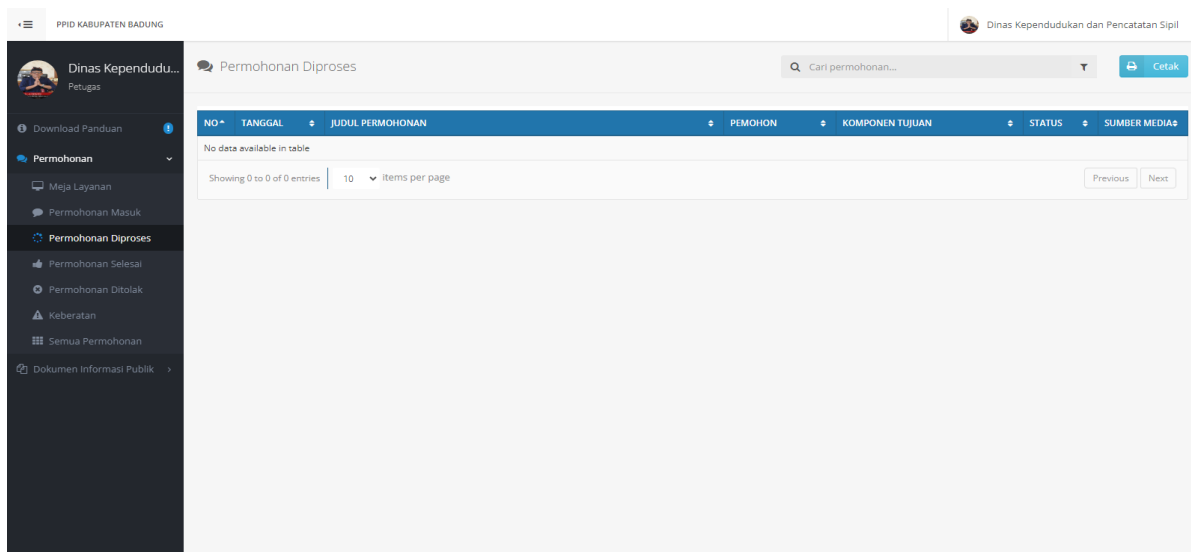 PPID KABUPATEN BADUNG
Dinas Kependudukan dan Pencatatan Sipil
Dinas Kependudu...
Petugas
Download Panduan
Permohonan
Meja Layanan
Permohonan Masuk
Permohonan Diproses
Permohonan Selesai
Permohonan Ditolak
Keberatan
Semua Permohonan
Dokumen Informasi Publik
Permohonan Diproses
Cari permohonan...
Cetak
NO TANGGAL JUDUL PERMOHONAN PEMOHON KOMPONEN TUJUAN STATUS SUMBER MEDIA
No data available in table
Showing 0 to 0 of 0 entries 10 items per page Previous Next